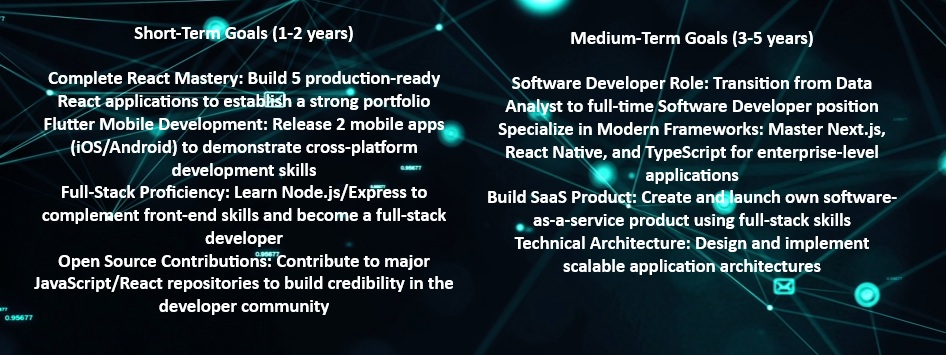 Short-Term Goals (1-2 years)
Complete React Mastery: Build 5 production-ready
React applications to establish a strong portfolio
Flutter Mobile Development: Release 2 mobile apps
(iOS/Android) to demonstrate cross-platform
development skills
Full-Stack Proficiency: Learn Node.js/Express to
complement front-end skills and become a full-stack
developer
Open Source Contributions: Contribute to major
JavaScript/React repositories to build credibility in the
developer community
Medium-Term Goals (3-5 years)
Software Developer Role: Transition from Data
Analyst to full-time Software Developer position
Specialize in Modern Frameworks: Master Next.js,
React Native, and TypeScript for enterprise-level
applications
Build SaaS Product: Create and launch own software-
as-a-service product using full-stack skills
Technical Architecture: Design and implement
scalable application architectures
0.95677
0.95677
0.95677